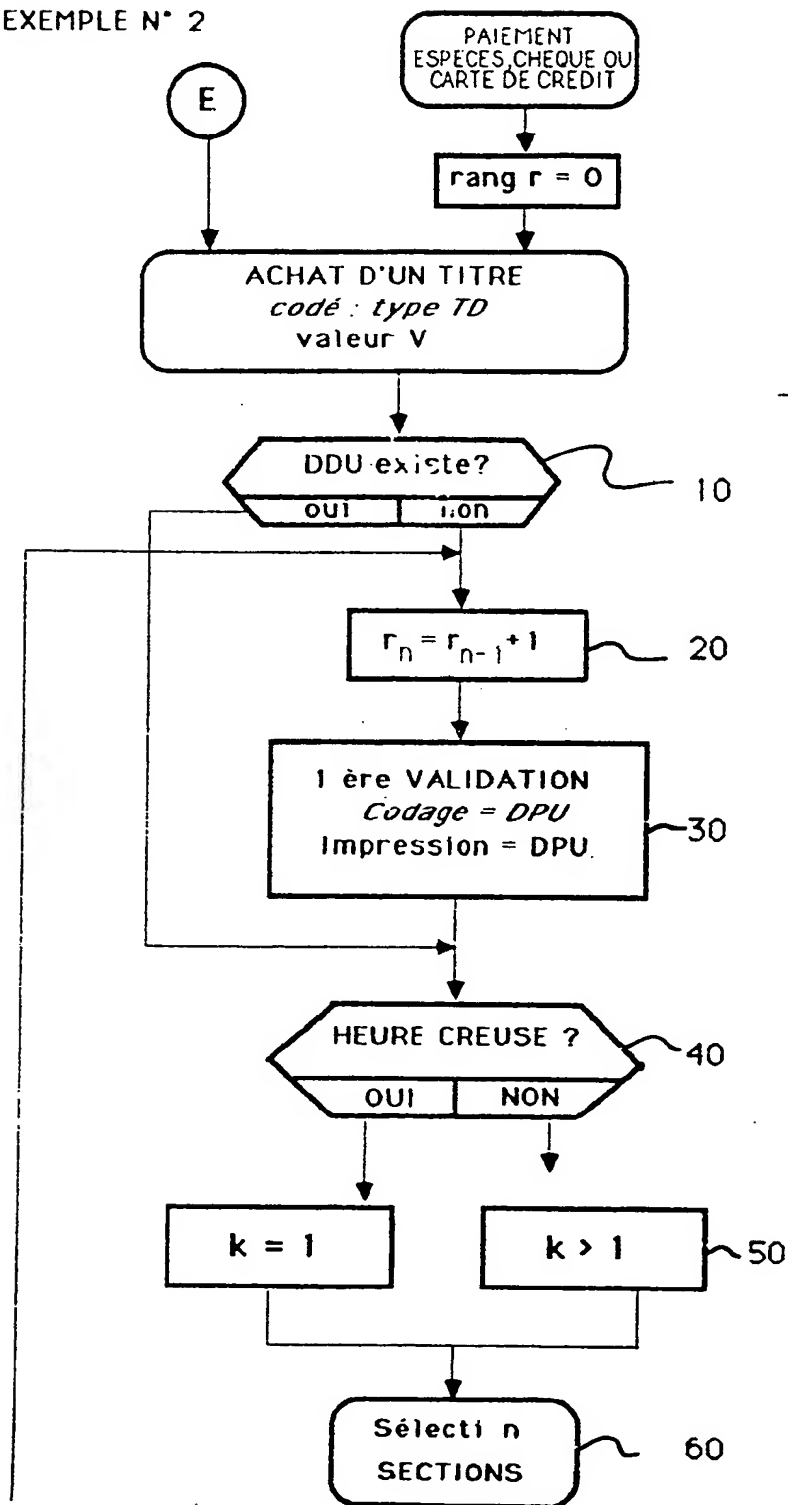 EXEMPLE N° 2
PAIEMENT
ESPECES, CHEQUE OU
CARTE DE CREDIT
E
rang r = 0
ACHAT D'UN TITRE
codé : type TD
valeur V
DDU existe?
oui non
10
r_n = r_{n-1} + 1
20
1 ère VALIDATION
Codage = DPU
Impression = DPU.
30
HEURE CREUSE ?
40
OUI NON
k = 1
k > 1
50
Sélecti n
SECTIONS
60